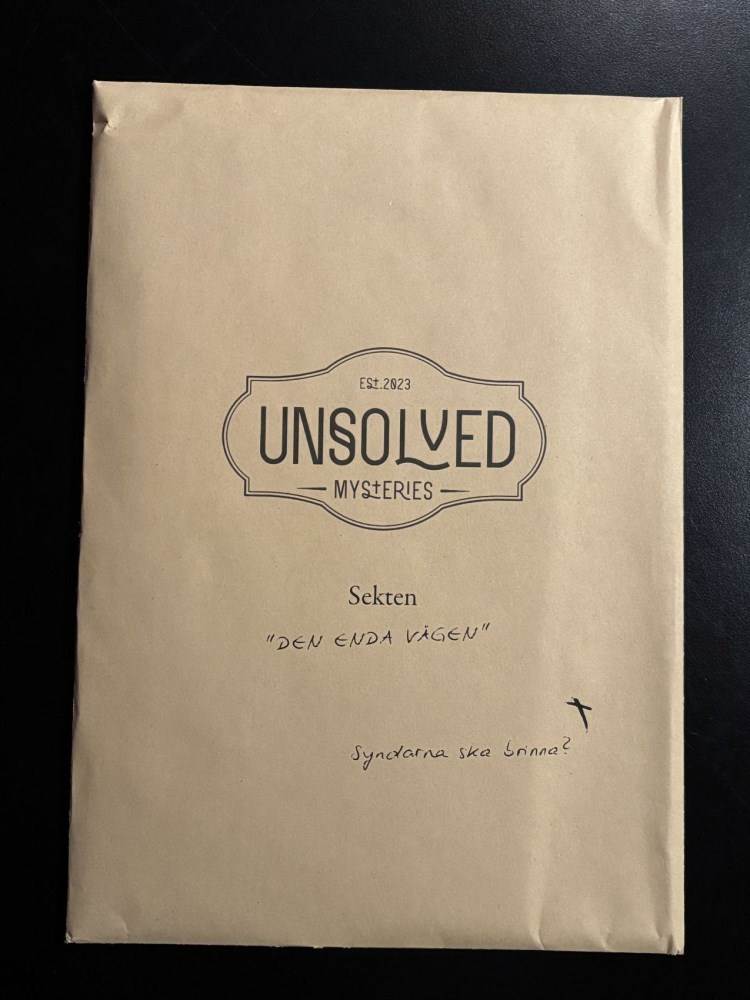 EST.2023
UNSOLVED
MYSTERIES
Sekten
"DEN ENDA VÄGEN"
Syndarna ska brinna?